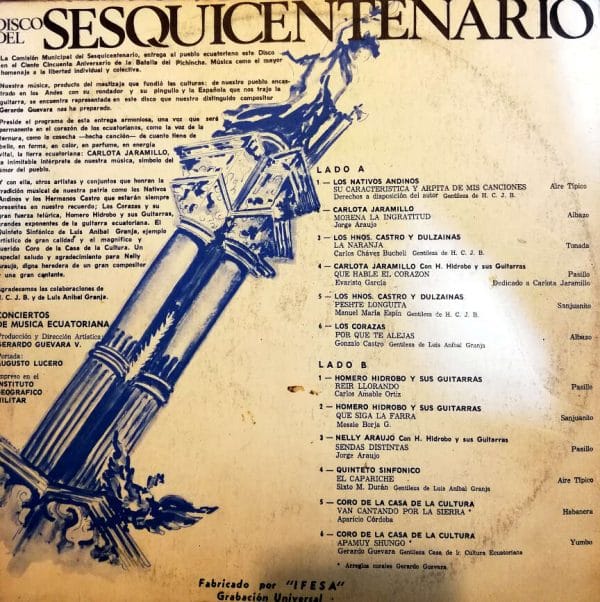 DISCO DEL SESQUICENTENARIO
La Comisión Municipal del Sesquicentenario, entrega al pueblo ecuatoriano este Disco
en el Ciento Cincuenta Aniversario de la Batalla del Pichincha. Música como el mayor
homenaje a la libertad individual y colectiva.
Nuestra música, producto del mestizaje que fundió las culturas: de nuestro pueblo encas-
trado en los Andes con su rondador y su pingullo y la Española que nos trajo la
guitarra, se encuentra representada en este disco que nuestro distinguido compositor
Gerardo Guevara nos ha preparado.
Preside el programa de esta entrega armoniosa, una voz que será
permanente en el corazón de los ecuatorianos, como la voz de la
ternura, como la cosecha —hecha canción— de cuanto tiene de
bello, en forma, en color, en perfume, en energía
vital, la tierra ecuatoriana: CARLOTA JARAMILLO,
la inimitable intérprete de nuestra música, símbolo del
amor del pueblo.
Y con ella, otros artistas y conjuntos que honran la
tradición musical de nuestra patria como los Nativos
Andinos y los Hermanos Castro que estarán siempre
presentes en nuestro recuerdo; Los Corazas y su
gran fuerza telúrica, Homero Hidrobo y sus Guitarras,
grandes exponentes de la guitarra ecuatoriana. El
Quinteto Sinfónico de Luis Aníbal Granja, ejemplo
artístico de gran calidad y el magnífico y
querido Coro de la Casa de la Cultura. Un
especial saludo y agradecimiento para Nelly
Araujo, digna heredera de un gran compositor
y una gran cantante.
Agradecemos las colaboraciones de
H. C. J. B. y de Luis Aníbal Granja.
CONCIERTOS
DE MUSICA ECUATORIANA
Producción y Dirección Artística
GERARDO GUEVARA V.
Portada:
AUGUSTO LUCERO
Impreso en el
INSTITUTO
GEOGRAFICO
MILITAR
LADO A
1 — LOS NATIVOS ANDINOS
SU CARACTERISTICA Y ARPITA DE MIS CANCIONES Aire Típico
Derechos a disposición del autor Gentileza de H. C. J. B.
2 — CARLOTA JARAMILLO
MORENA LA INGRATITUD Albazo
Jorge Araujo
3 — LOS HNOS. CASTRO Y DULZAINAS
LA NARANJA Tonada
Carlos Chávez Bucheli Gentileza de H. C. J. B.
4 — CARLOTA JARAMILLO Con H. Hidrobo y sus Guitarras
QUE HABLE EL CORAZON Pasillo
Evaristo García Dedicado a Carlota Jaramillo
5 — LOS HNOS. CASTRO Y DULZAINAS
PESHTE LONGUITA Sanjuanito
Manuel María Espín Gentileza de H. C. J. B.
6 — LOS CORAZAS
POR QUE TE ALEJAS Albazo
Gonzalo Castro Gentileza de Luis Aníbal Granja
LADO B
1 — HOMERO HIDROBO Y SUS GUITARRAS
REIR LLORANDO Pasillo
Carlos Amable Ortiz
2 — HOMERO HIDROBO Y SUS GUITARRAS
QUE SIGA LA FARRA Sanjuanito
Messie Borja G.
3 — NELLY ARAUJO Con H. Hidrobo y sus Guitarras
SENDAS DISTINTAS Pasillo
Jorge Araujo
4 — QUINTETO SINFONICO
EL CAPARICHE Aire Típico
Sixto M. Durán Gentileza de Luis Aníbal Granja
5 — CORO DE LA CASA DE LA CULTURA
VAN CANTANDO POR LA SIERRA * Habanera
Aparicio Córdoba
6 — CORO DE LA CASA DE LA CULTURA
APAMUY SHUNGO * Yumbo
Gerardo Guevara Gentileza Casa de la Cultura Ecuatoriana
* Arreglos corales Gerardo Guevara.
Fabricado por "IFESA"
Grabación Universal